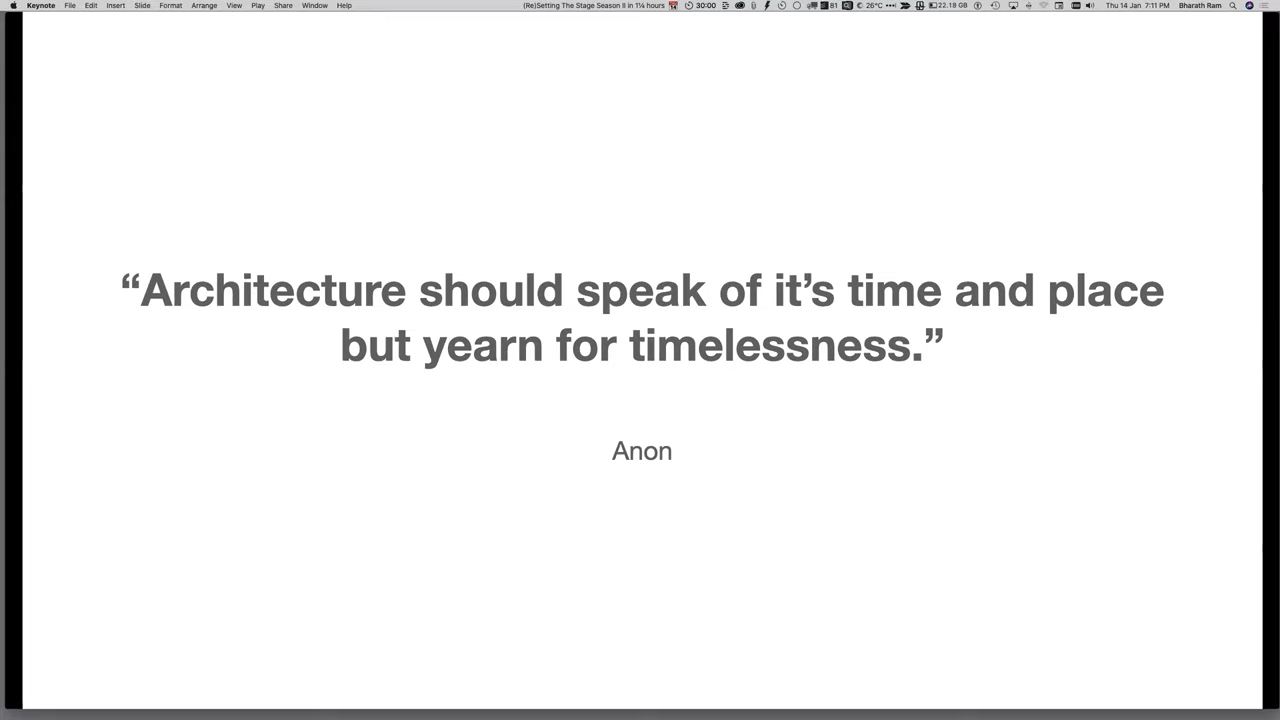 Keynote File Edit Insert Slide Format Arrange View Play Share Window Help (Re)Setting The Stage Season II in 1¼ hours 30:00 81 26°C 22.18 GB Thu 14 Jan 7:11 PM Bharath Ram
“Architecture should speak of it’s time and place
but yearn for timelessness.”
Anon